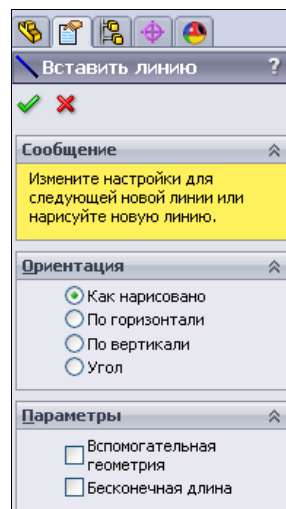 Вставить линию ?
Сообщение
Измените настройки для
следующей новой линии или
нарисуйте новую линию.
Ориентация
Как нарисовано
По горизонтали
По вертикали
Угол
Параметры
Вспомогательная
геометрия
Бесконечная длина